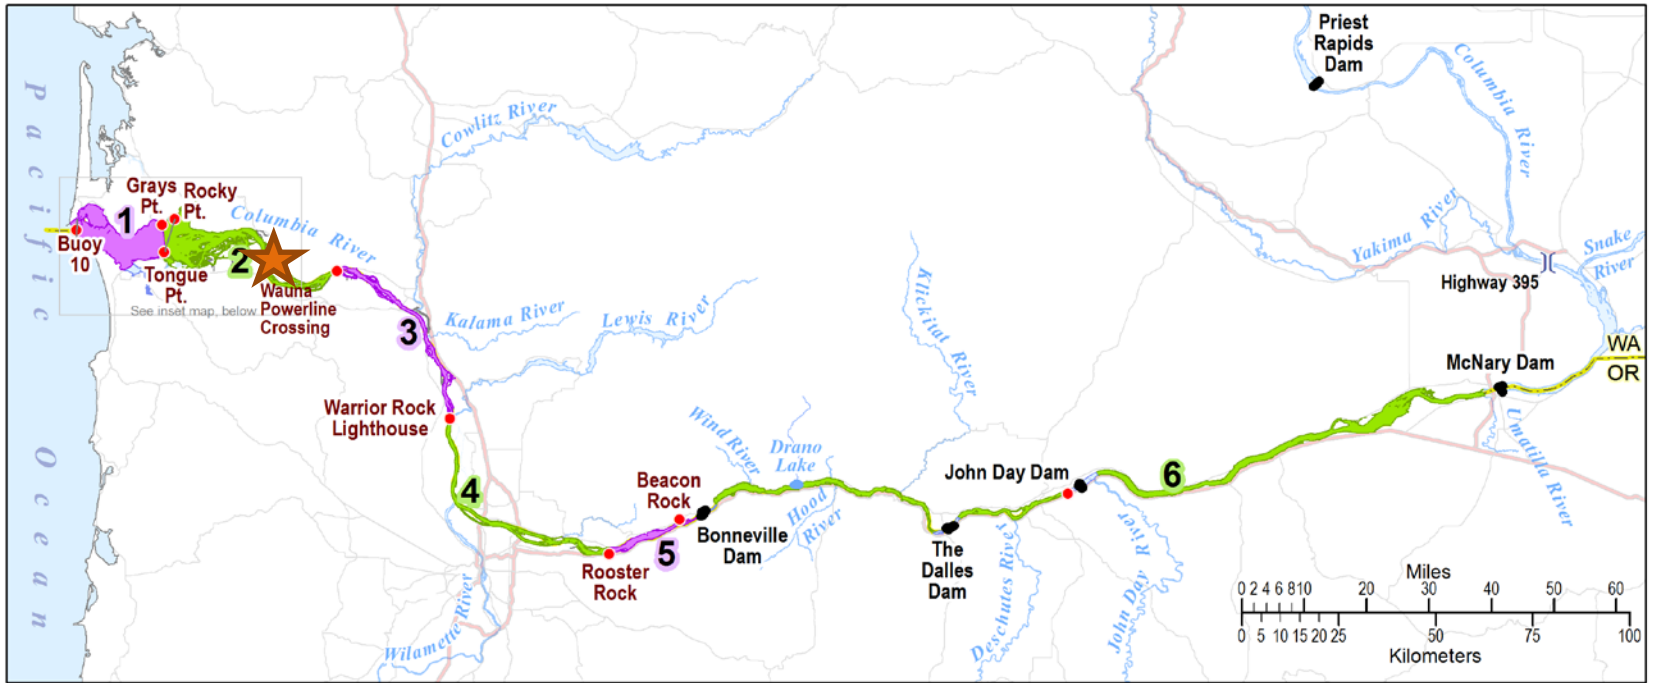 Priest
Rapids
Dam
Columbia River
Cowlitz River
Pacific Ocean
Grays
Pt.
Rocky
Pt.
1
Columbia River
Buoy
10
2
Tongue
Pt.
See inset map, below
Wauna
Powerline
Crossing
3
Kalama River
Lewis River
Klickitat River
Yakima River
Snake
River
Highway 395
WA
OR
McNary Dam
Umatilla River
Warrior Rock
Lighthouse
Wind River
Drano
Lake
4
Beacon
Rock
John Day Dam
6
Hood
River
Bonneville
Dam
5
Rooster
Rock
The
Dalles
Dam
Deschutes River
John Day River
Wilamette River
Miles
0 2 4 6 8 10 20 30 40 50 60
0 5 10 15 20 25 50 75 100
Kilometers